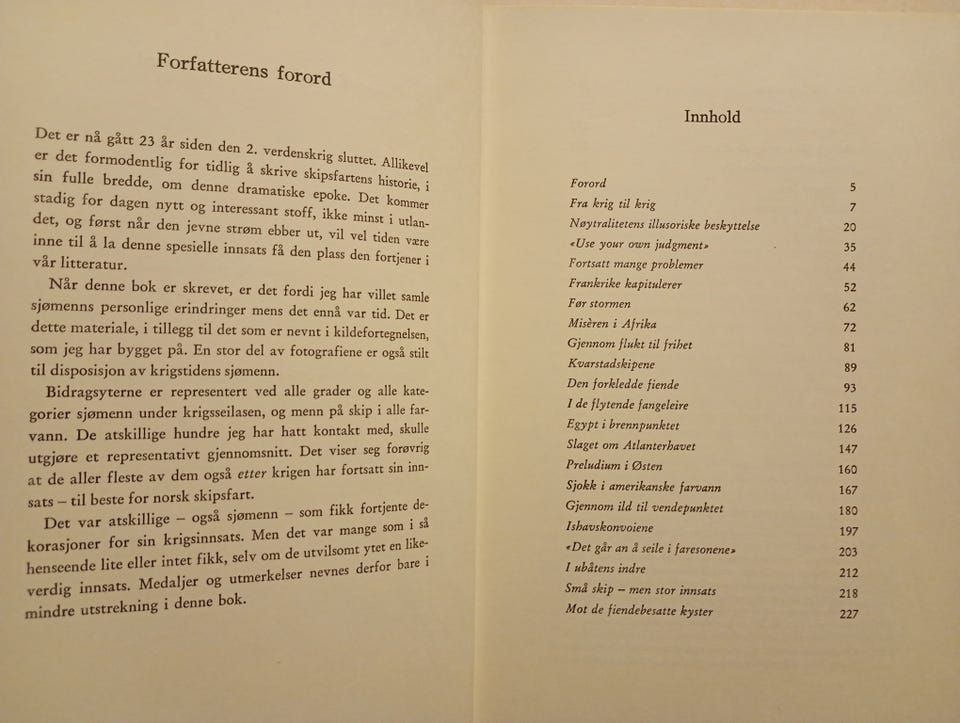 Forfatterens forord
Det er nå gått 23 år siden den 2. verdenskrig sluttet. Allikevel
er det formodentlig for tidlig å skrive skipsfartens historie, i
sin fulle bredde, om denne dramatiske epoke. Det kommer
stadig for dagen nytt og interessant stoff, ikke minst i utlan-
det, og først når den jevne strøm ebber ut, vil vel tiden være
inne til å la denne spesielle innsats få den plass den fortjener i
vår litteratur.
Når denne bok er skrevet, er det fordi jeg har villet samle
sjømenns personlige erindringer mens det ennå var tid. Det er
dette materiale, i tillegg til det som er nevnt i kildefortegnelsen,
som jeg har bygget på. En stor del av fotografiene er også stilt
til disposisjon av krigstidens sjømenn.
Bidragsyterne er representert ved alle grader og alle kate-
gorier sjømenn under krigsseilasen, og menn på skip i alle far-
vann. De atskillige hundre jeg har hatt kontakt med, skulle
utgjøre et representativt gjennomsnitt. Det viser seg forøvrig
at de aller fleste av dem også etter krigen har fortsatt sin inn-
sats – til beste for norsk skipsfart.
Det var atskillige – også sjømenn – som fikk fortjente de-
korasjoner for sin krigsinnsats. Men det var mange som i så
henseende lite eller intet fikk, selv om de utvilsomt ytet en like-
verdig innsats. Medaljer og utmerkelser nevnes derfor bare i
mindre utstrekning i denne bok.
Innhold
Forord 5
Fra krig til krig 7
Nøytralitetens illusoriske beskyttelse 20
«Use your own judgment» 35
Fortsatt mange problemer 44
Frankrike kapitulerer 52
Før stormen 62
Misèren i Afrika 72
Gjennom flukt til frihet 81
Kvarstadskipene 89
Den forkledde fiende 93
I de flytende fangeleire 115
Egypt i brennpunktet 126
Slaget om Atlanterhavet 147
Preludium i Østen 160
Sjokk i amerikanske farvann 167
Gjennom ild til vendepunktet 180
Ishavskonvoiene 197
«Det går an å seile i faresonene» 203
I ubåtens indre 212
Små skip – men stor innsats 218
Mot de fiendebesatte kyster 227